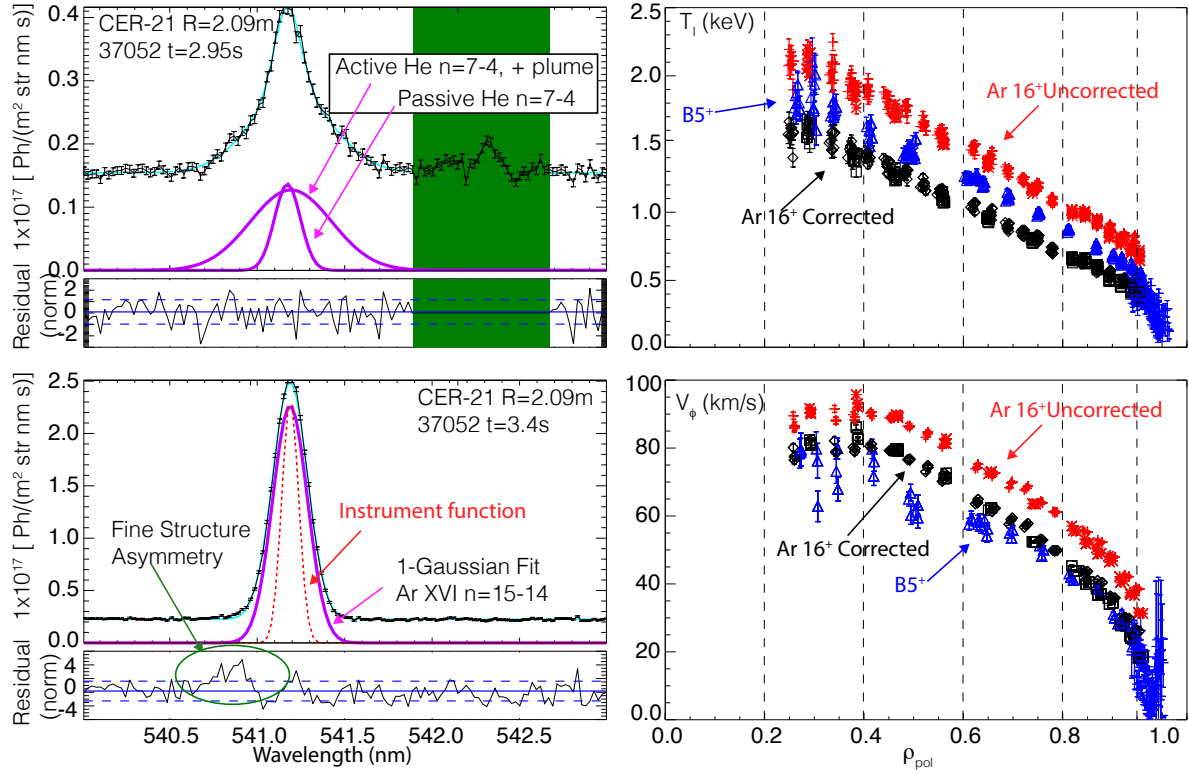 CER-21 R=2.09m
37052 t=2.95s
Active He n=7-4, + plume
Passive He n=7-4
1x10^17 [ Ph/(m^2 str nm s)]
0.4
0.3
0.2
0.1
0.0
Residual
(norm)
2
0
-2
CER-21 R=2.09m
37052 t=3.4s
Fine Structure
Asymmetry
Instrument function
1-Gaussian Fit
Ar XVI n=15-14
1x10^17 [ Ph/(m^2 str nm s)]
2.5
2.0
1.5
1.0
0.5
0.0
Residual
(norm)
4
0
-4
540.5 541.0 541.5 542.0 542.5
Wavelength (nm)
T_I (keV)
B5^+
Ar 16^+Uncorrected
Ar 16^+ Corrected
2.5
2.0
1.5
1.0
0.5
0.0
V_ϕ (km/s)
Ar 16^+Uncorrected
Ar 16^+ Corrected
B5^+
100
80
60
40
20
0
0.0 0.2 0.4 0.6 0.8 1.0
ρ_pol